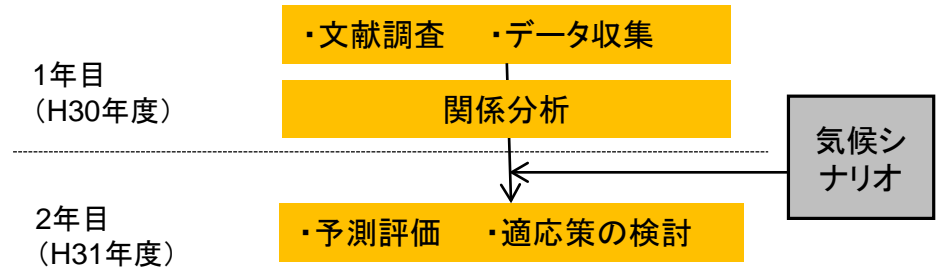 ・文献調査　・データ収集
1年目
（H30年度）
関係分析
気候シ
ナリオ
2年目
（H31年度）
・予測評価　・適応策の検討